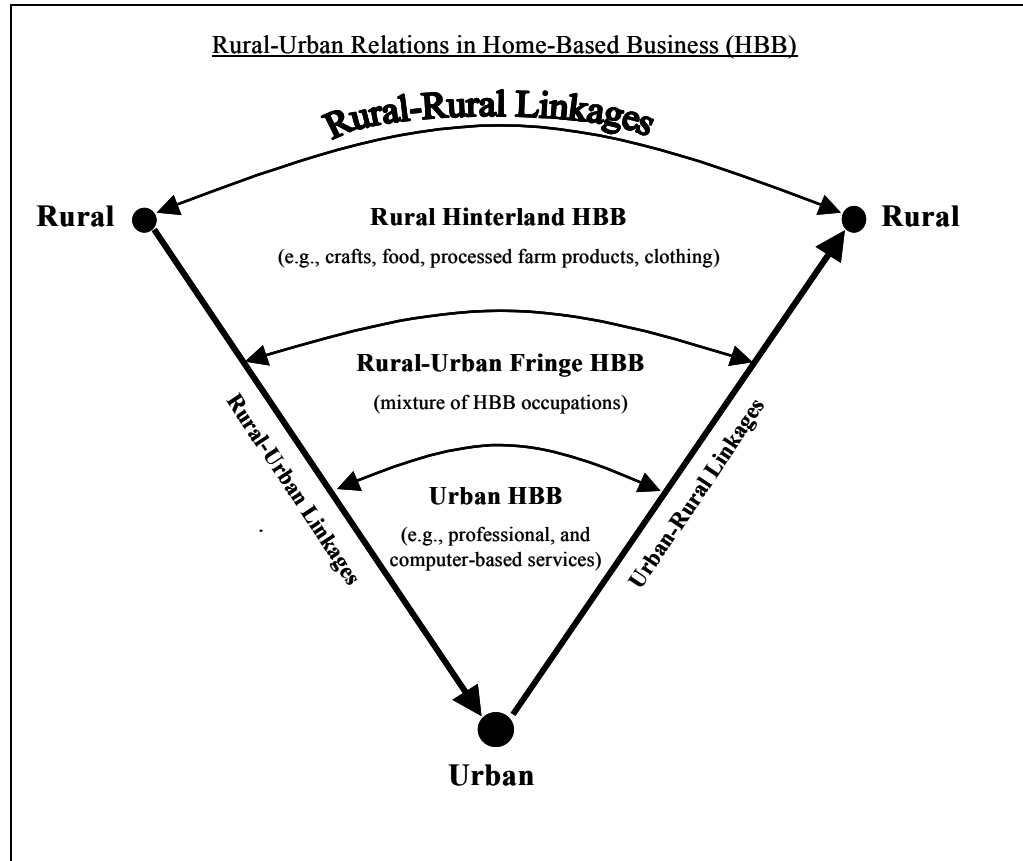 Rural-Urban Relations in Home-Based Business (HBB)
Rural-Rural Linkages
Rural
Rural
Rural Hinterland HBB
(e.g., crafts, food, processed farm products, clothing)
Rural-Urban Fringe HBB
(mixture of HBB occupations)
Rural-Urban Linkages
Urban-Rural Linkages
Urban HBB
(e.g., professional, and
computer-based services)
Urban